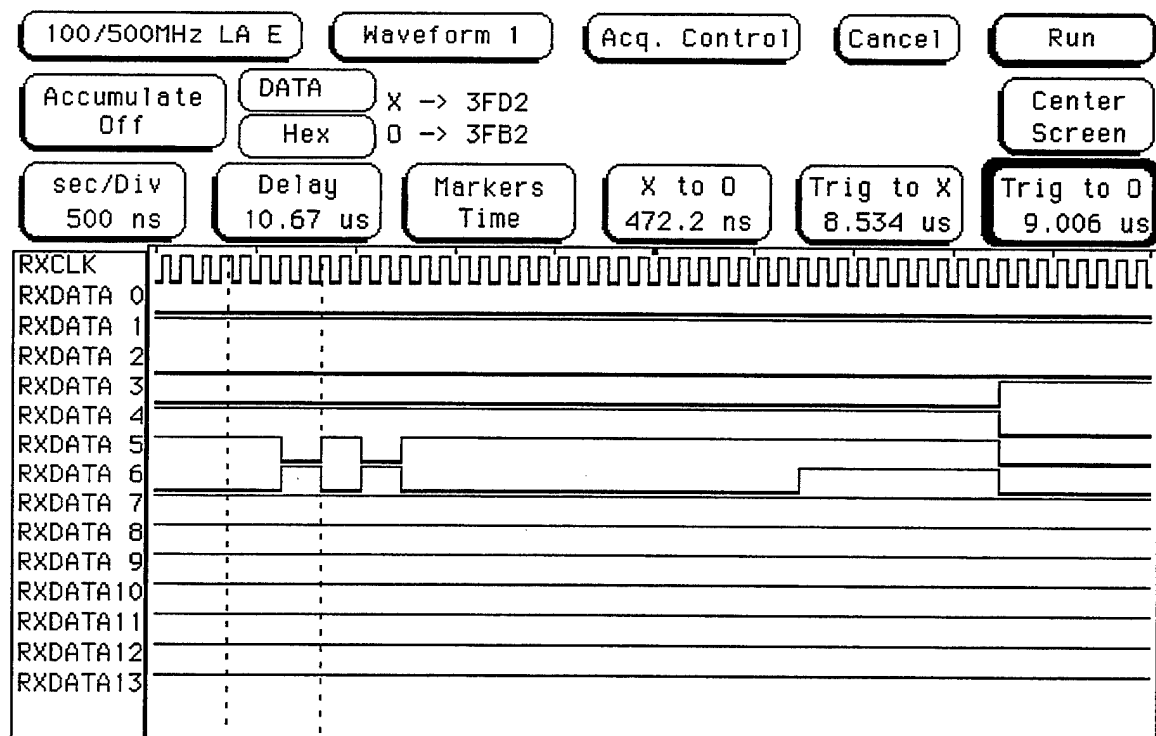 100/500MHz LA E Waveform 1 Acq. Control Cancel Run
Accumulate Off DATA X -> 3FD2 Center Screen
Hex O -> 3FB2
sec/Div 500 ns Delay 10.67 us Markers Time X to O 472.2 ns Trig to X 8.534 us Trig to O 9.006 us
RXCLK
RXDATA 0
RXDATA 1
RXDATA 2
RXDATA 3
RXDATA 4
RXDATA 5
RXDATA 6
RXDATA 7
RXDATA 8
RXDATA 9
RXDATA10
RXDATA11
RXDATA12
RXDATA13